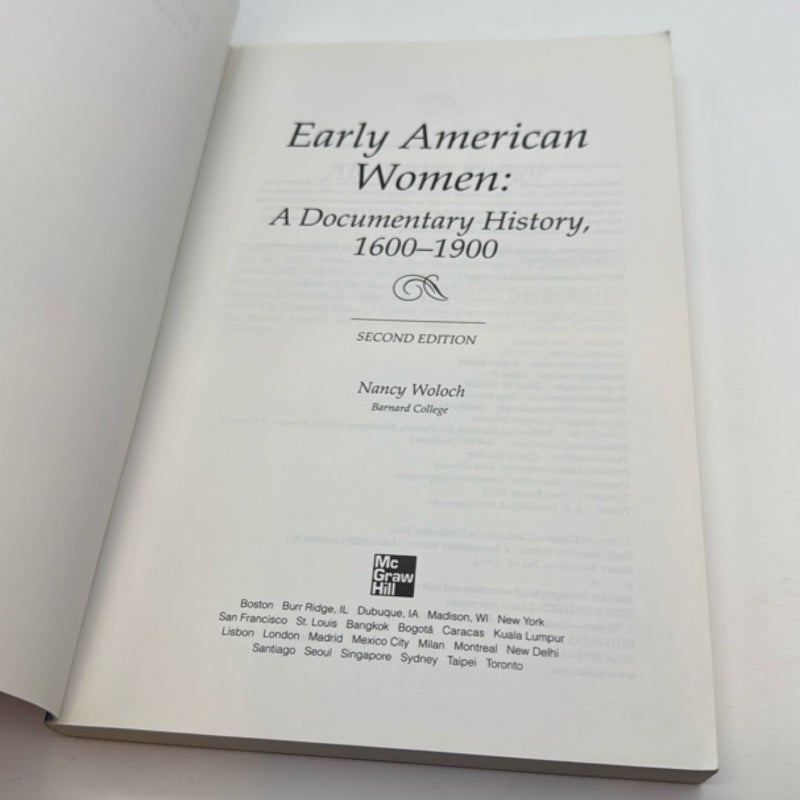 Early American
Women:
A Documentary History,
1600–1900
SECOND EDITION
Nancy Woloch
Barnard College
Mc
Graw
Hill
Boston Burr Ridge, IL Dubuque, IA Madison, WI New York
San Francisco St. Louis Bangkok Bogotá Caracas Kuala Lumpur
Lisbon London Madrid Mexico City Milan Montreal New Delhi
Santiago Seoul Singapore Sydney Taipei Toronto